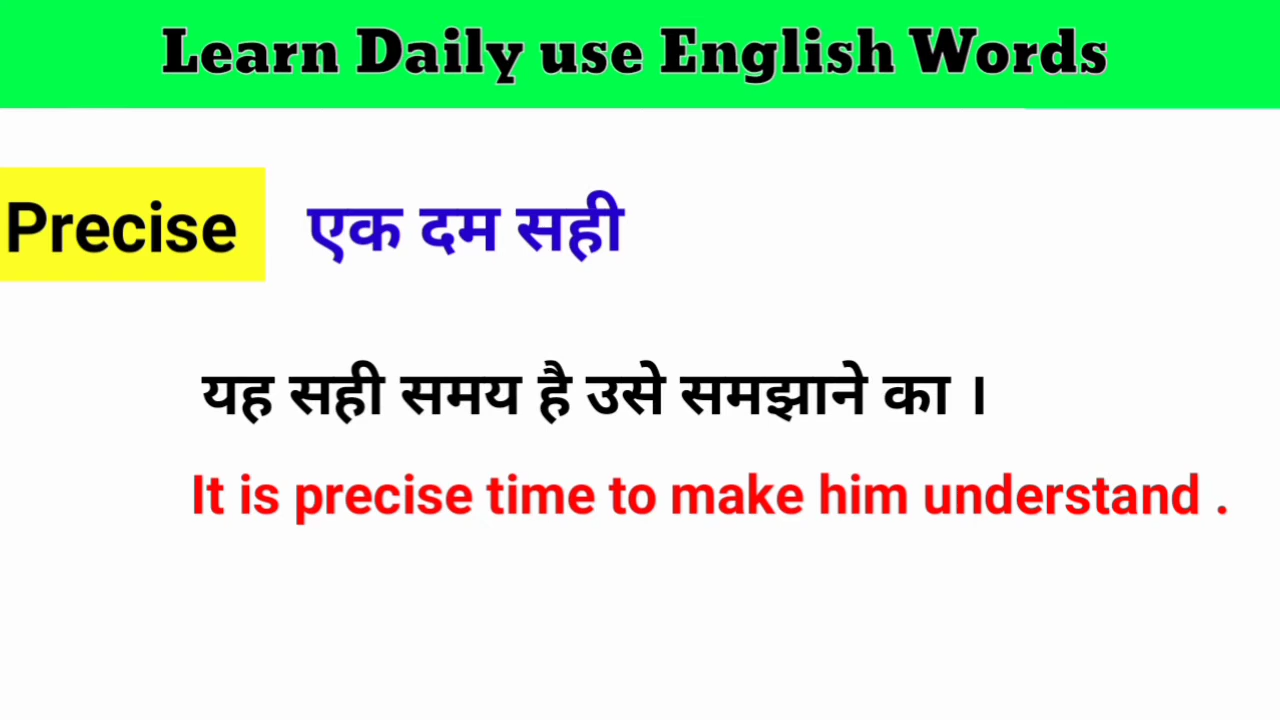 Learn Daily use English Words
Precise एक दम सही
यह सही समय है उसे समझाने का ।
It is precise time to make him understand .